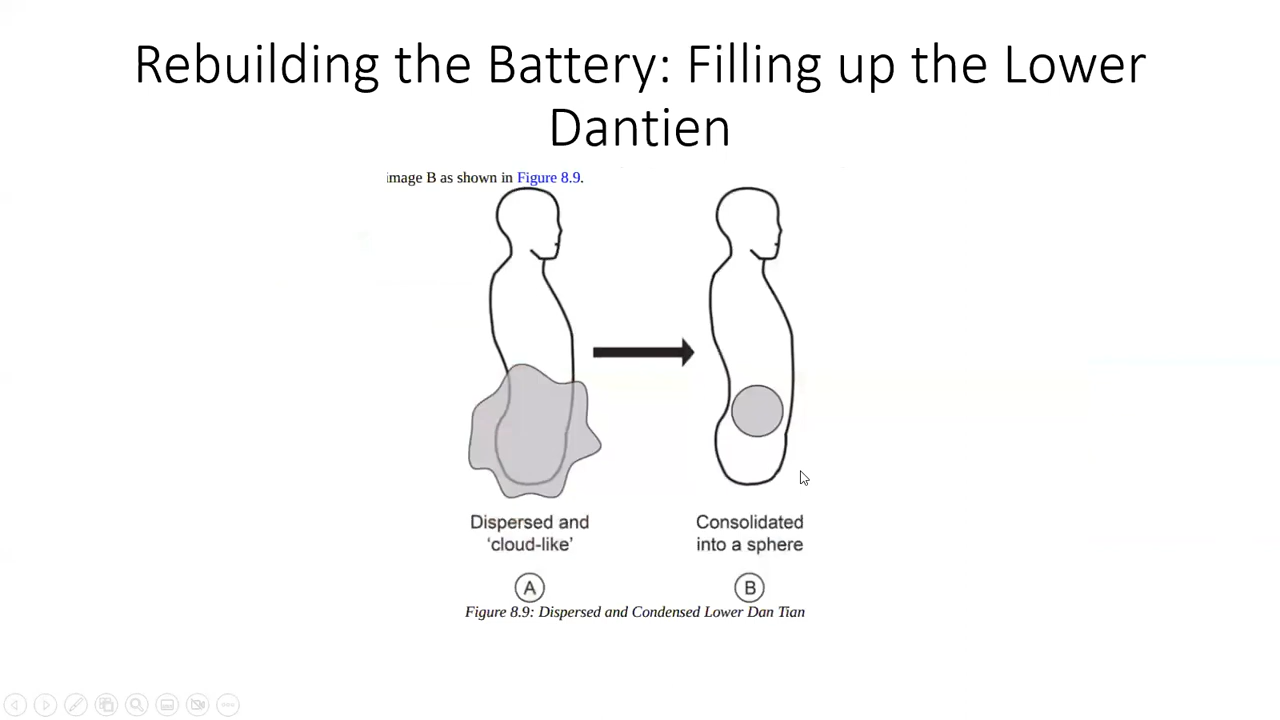 Rebuilding the Battery: Filling up the Lower
Dantien
image B as shown in Figure 8.9.
Dispersed and
‘cloud-like’
Consolidated
into a sphere
A
B
Figure 8.9: Dispersed and Condensed Lower Dan Tian